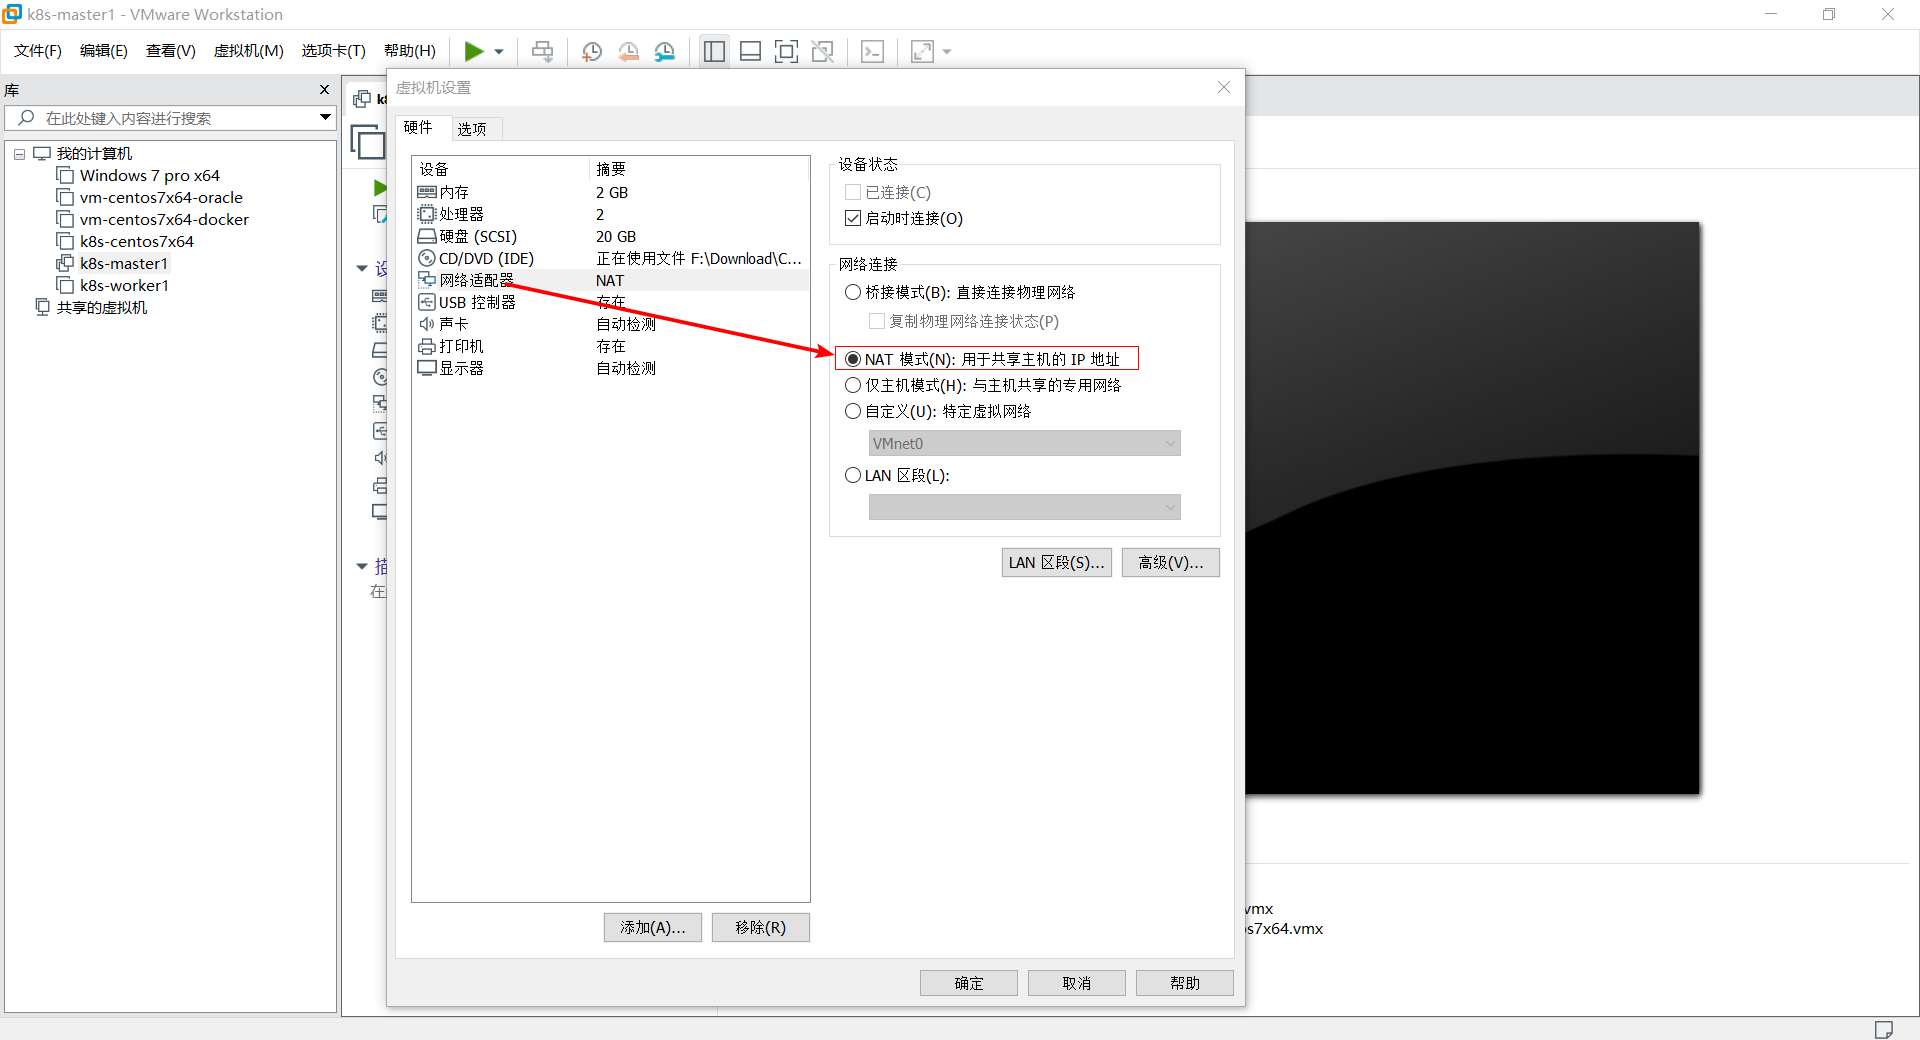 k8s-master1 - VMware Workstation
文件(F) 编辑(E) 查看(V) 虚拟机(M) 选项卡(T) 帮助(H)
库
在此处键入内容进行搜索
我的计算机
Windows 7 pro x64
vm-centos7x64-oracle
vm-centos7x64-docker
k8s-centos7x64
k8s-master1
k8s-worker1
共享的虚拟机
虚拟机设置
硬件 选项
设备 摘要
内存 2 GB
处理器 2
硬盘 (SCSI) 20 GB
CD/DVD (IDE) 正在使用文件 F:\Download\C...
网络适配器 NAT
USB 控制器 存在
声卡 自动检测
打印机 存在
显示器 自动检测
添加(A)... 移除(R)
设备状态
已连接(C)
启动时连接(O)
网络连接
桥接模式(B): 直接连接物理网络
复制物理网络连接状态(P)
NAT 模式(N): 用于共享主机的 IP 地址
仅主机模式(H): 与主机共享的专用网络
自定义(U): 特定虚拟网络
VMnet0
LAN 区段(L):
LAN 区段(S)... 高级(V)...
确定 取消 帮助
.vmx
s7x64.vmx